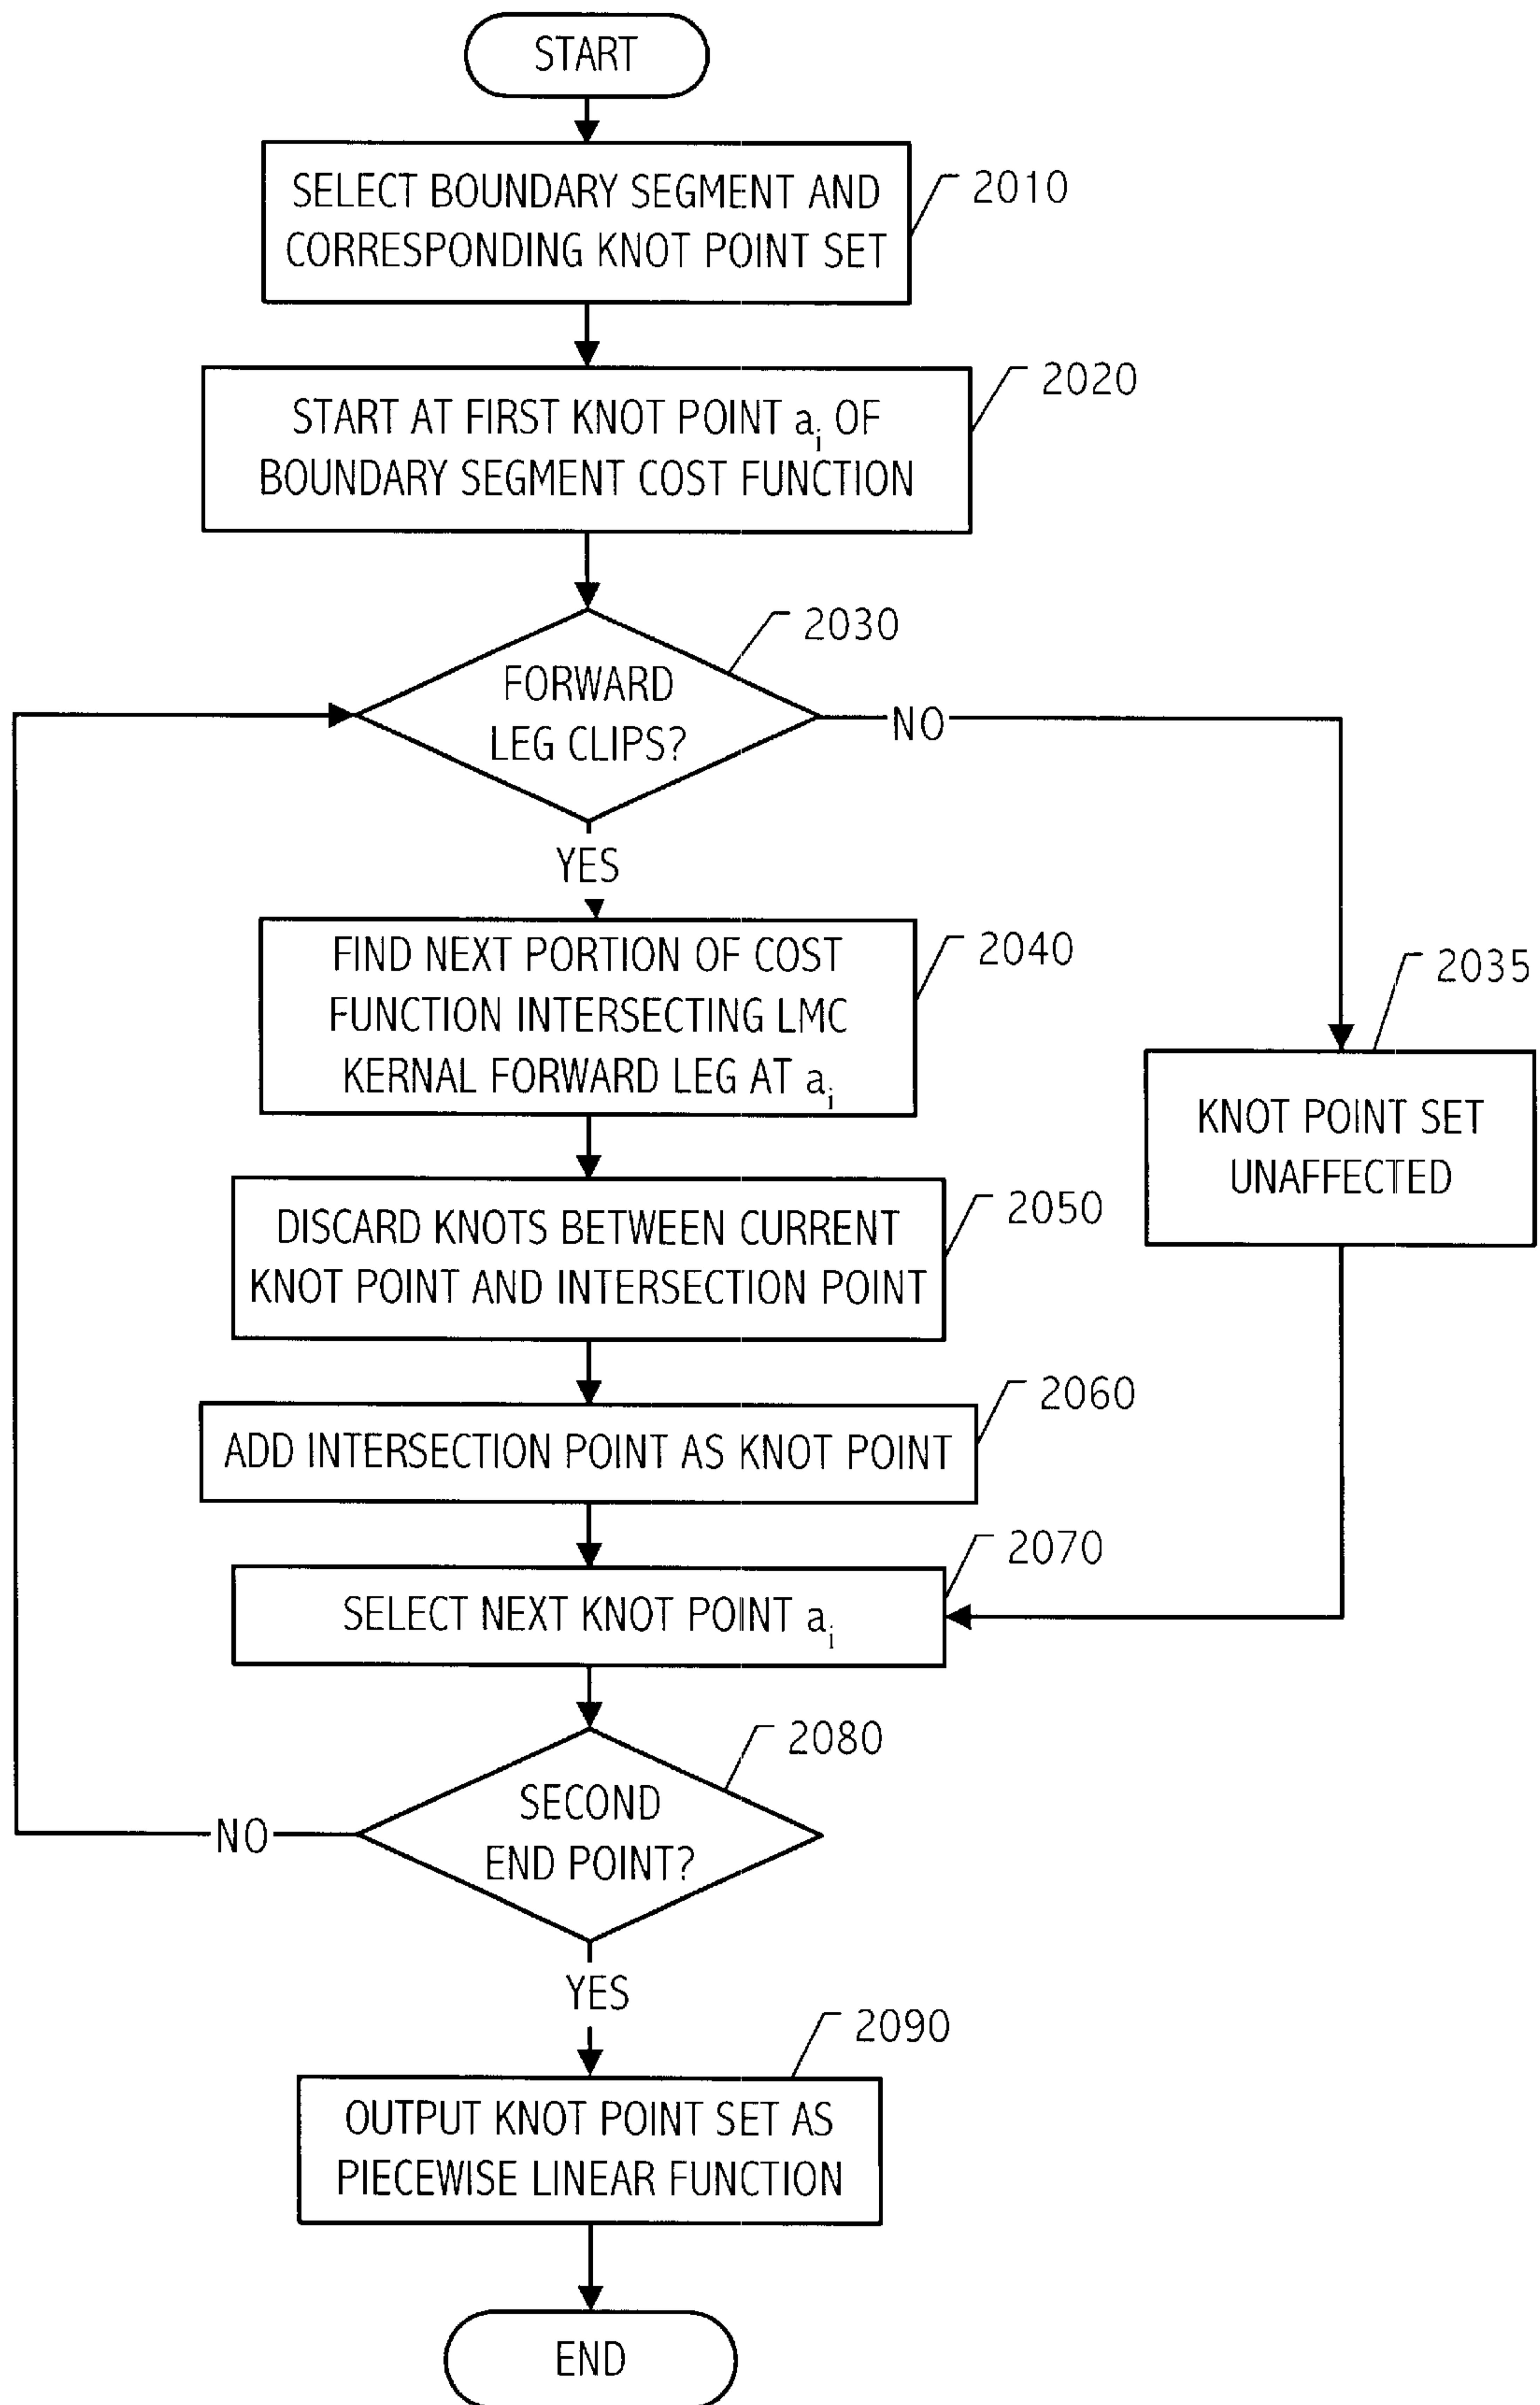 START
SELECT BOUNDARY SEGMENT AND
CORRESPONDING KNOT POINT SET
2010
START AT FIRST KNOT POINT ai OF
BOUNDARY SEGMENT COST FUNCTION
2020
FORWARD
LEG CLIPS?
2030
NO
YES
FIND NEXT PORTION OF COST
FUNCTION INTERSECTING LMC
KERNAL FORWARD LEG AT ai
2040
2035
KNOT POINT SET
UNAFFECTED
DISCARD KNOTS BETWEEN CURRENT
KNOT POINT AND INTERSECTION POINT
2050
ADD INTERSECTION POINT AS KNOT POINT
2060
SELECT NEXT KNOT POINT ai
2070
SECOND
END POINT?
2080
NO
YES
OUTPUT KNOT POINT SET AS
PIECEWISE LINEAR FUNCTION
2090
END